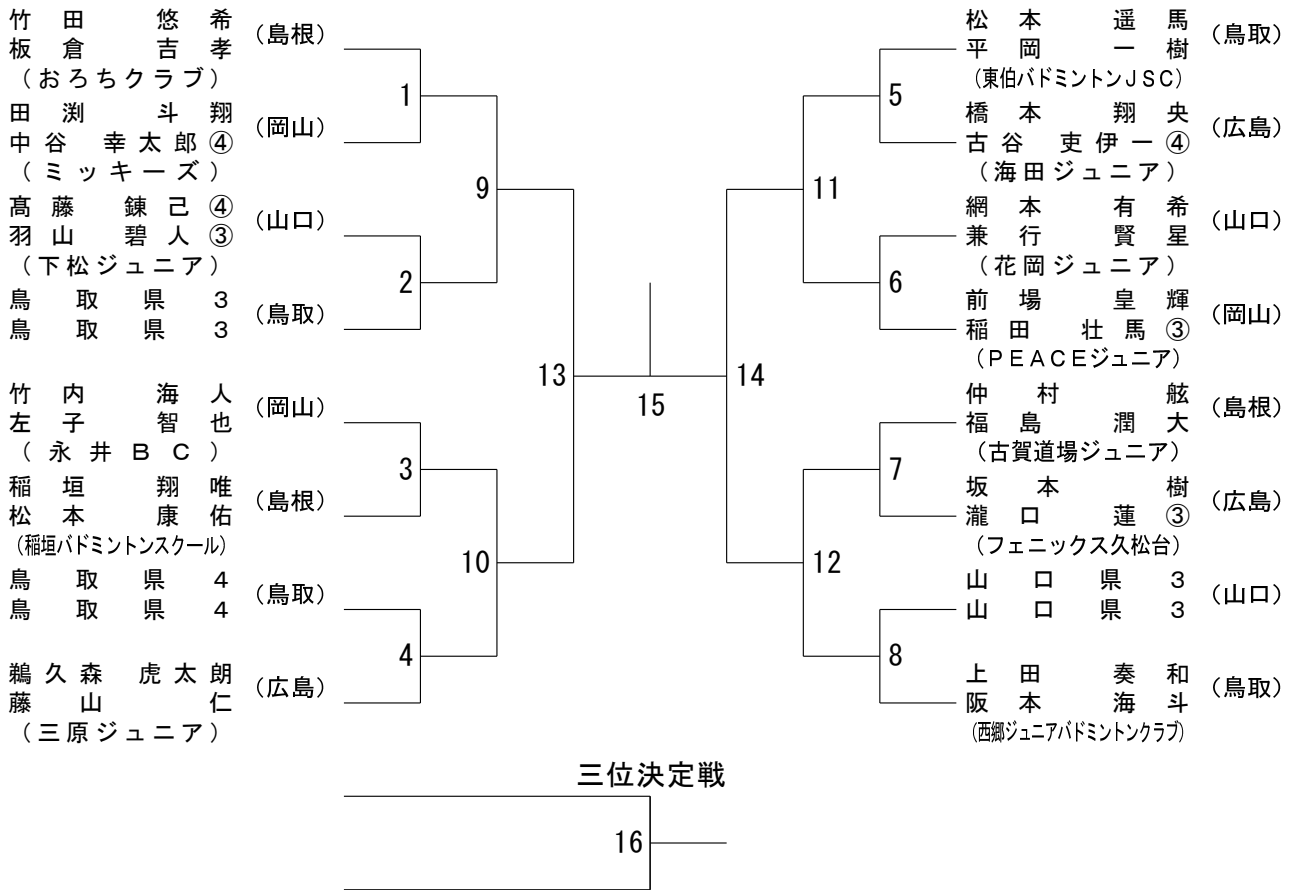 竹田 悠希
板倉 吉孝
(島根)
(おろちクラブ)
田渕 斗翔
中谷 幸太郎④
(岡山)
(ミッキーズ)
髙藤 錬己④
羽山 碧人③
(山口)
(下松ジュニア)
鳥取県3
鳥取県3
(鳥取)
竹内 海人
左子 智也
(岡山)
(永井BC)
稲垣 翔唯
松本 康佑
(島根)
(稲垣バドミントンスクール)
鳥取県4
鳥取県4
(鳥取)
鵜久森 虎太朗
藤山 仁
(広島)
(三原ジュニア)
1
2
3
4
9
10
13
15
14
11
12
5
6
7
8
松本 遥馬
平岡 一樹
(鳥取)
(東伯バドミントンJSC)
橋本 翔央
古谷 吏伊一④
(広島)
(海田ジュニア)
網本 有希
兼行 賢星
(山口)
(花岡ジュニア)
前場 皇輝
稲田 壮馬③
(岡山)
(PEACEジュニア)
仲村 舷
福島 潤大
(島根)
(古賀道場ジュニア)
坂本 樹
瀧口 蓮③
(広島)
(フェニックス久松台)
山口県3
山口県3
(山口)
上田 奏和
阪本 海斗
(鳥取)
(西郷ジュニアバドミントンクラブ)
三位決定戦
16